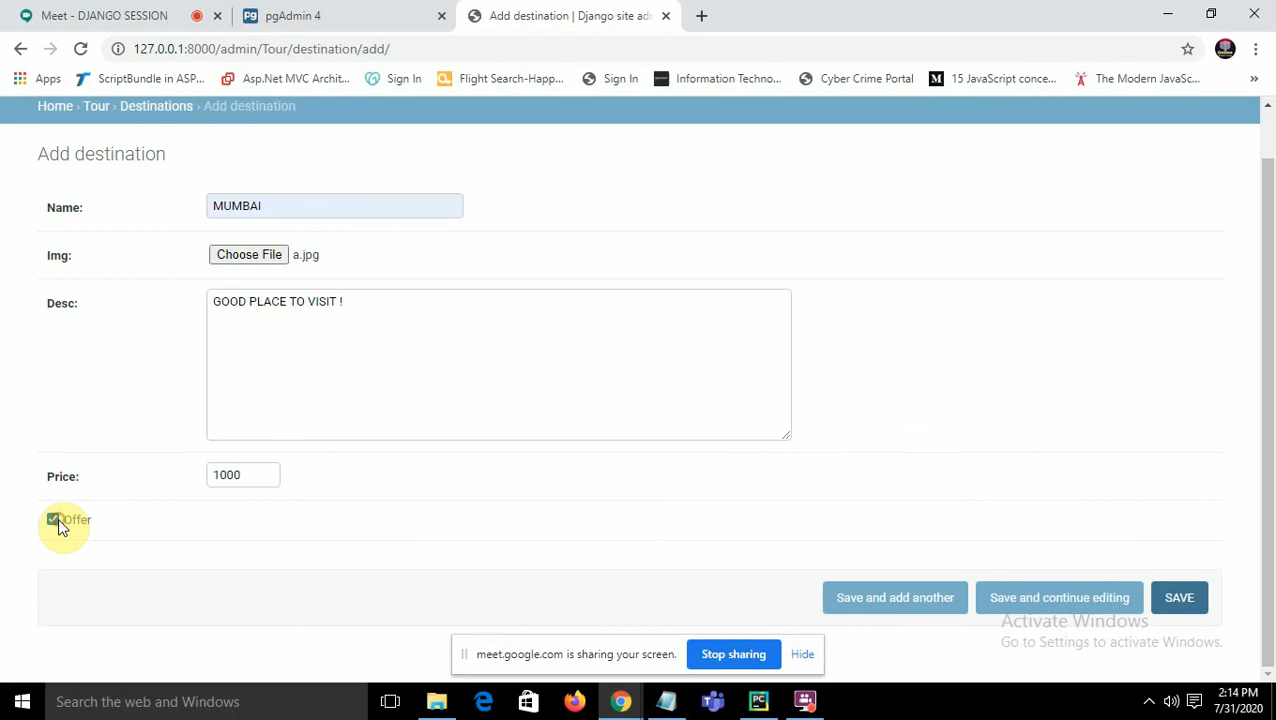 Meet - DJANGO SESSION
pgAdmin 4
Add destination | Django site adr
127.0.0.1:8000/admin/Tour/destination/add/
Apps
ScriptBundle in ASP...
Asp.Net MVC Archit...
Sign In
Flight Search-Happ...
Sign In
Information Techno...
Cyber Crime Portal
15 JavaScript conce...
The Modern JavaSc...
»
Home › Tour › Destinations › Add destination
Add destination
Name:
MUMBAI
Img:
Choose File a.jpg
Desc:
GOOD PLACE TO VISIT !
Price:
1000
Offer
Save and add another
Save and continue editing
SAVE
Activate Windows
Go to Settings to activate Windows.
meet.google.com is sharing your screen.
Stop sharing
Hide
Search the web and Windows
2:14 PM
7/31/2020